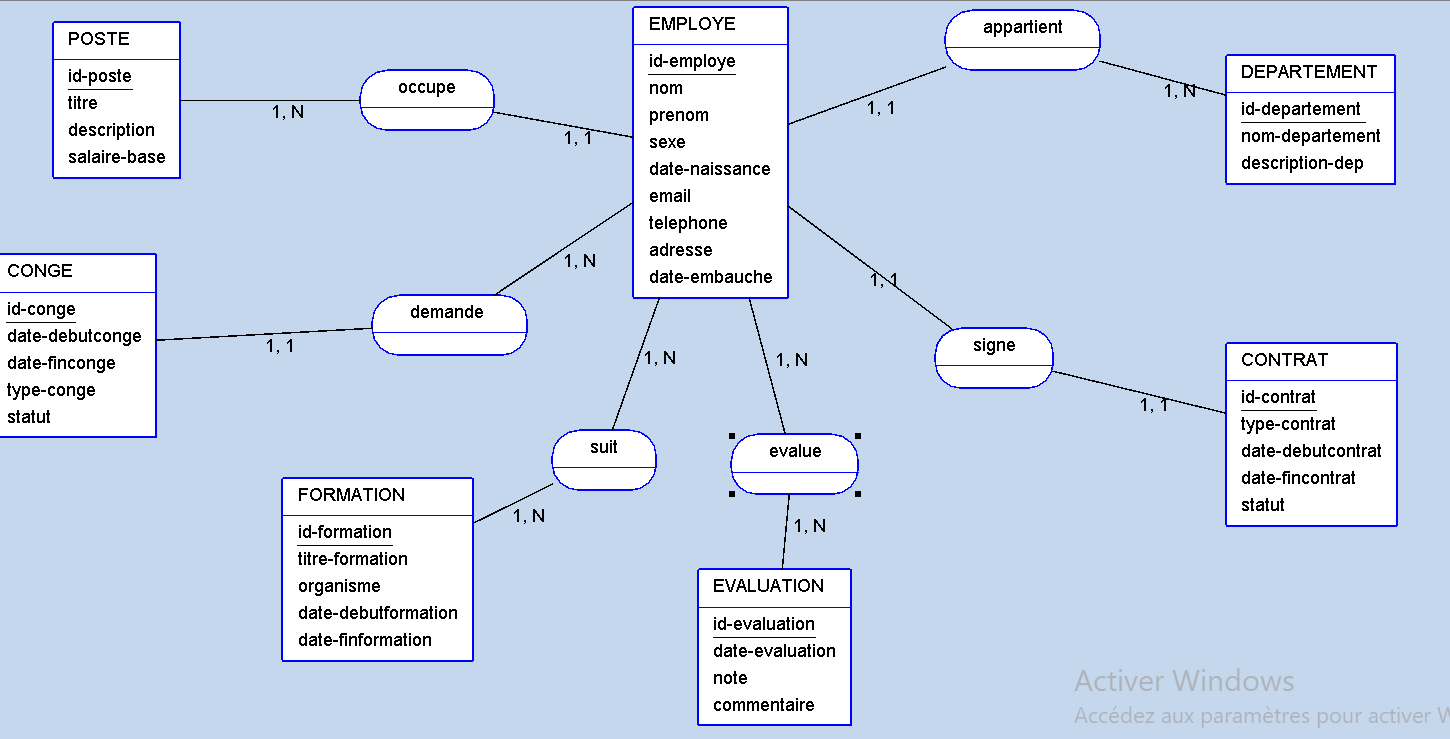 POSTE
id-poste
titre
description
salaire-base
occupe
1, N
1, 1
EMPLOYE
id-employe
nom
prenom
sexe
date-naissance
email
telephone
adresse
date-embauche
appartient
1, 1
1, N
DEPARTEMENT
id-departement
nom-departement
description-dep
CONGE
id-conge
date-debutconge
date-finconge
type-conge
statut
demande
1, N
1, 1
suit
1, N
1, N
FORMATION
id-formation
titre-formation
organisme
date-debutformation
date-finformation
evalue
1, N
1, N
EVALUATION
id-evaluation
date-evaluation
note
commentaire
signe
1, 1
1, 1
CONTRAT
id-contrat
type-contrat
date-debutcontrat
date-fincontrat
statut
Activer Windows
Accédez aux paramètres pour activer W